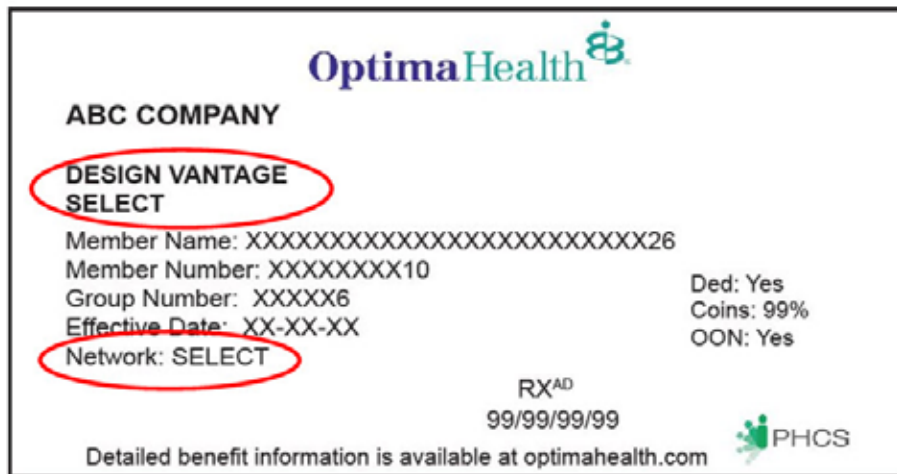 OptimaHealth
ABC COMPANY
DESIGN VANTAGE
SELECT
Member Name: XXXXXXXXXXXXXXXXXXXXXXXX26
Member Number: XXXXXXXX10
Group Number: XXXXX6
Effective Date: XX-XX-XX
Network: SELECT
Ded: Yes
Coins: 99%
OON: Yes
RXAD
99/99/99/99
PHCS
Detailed benefit information is available at optimahealth.com